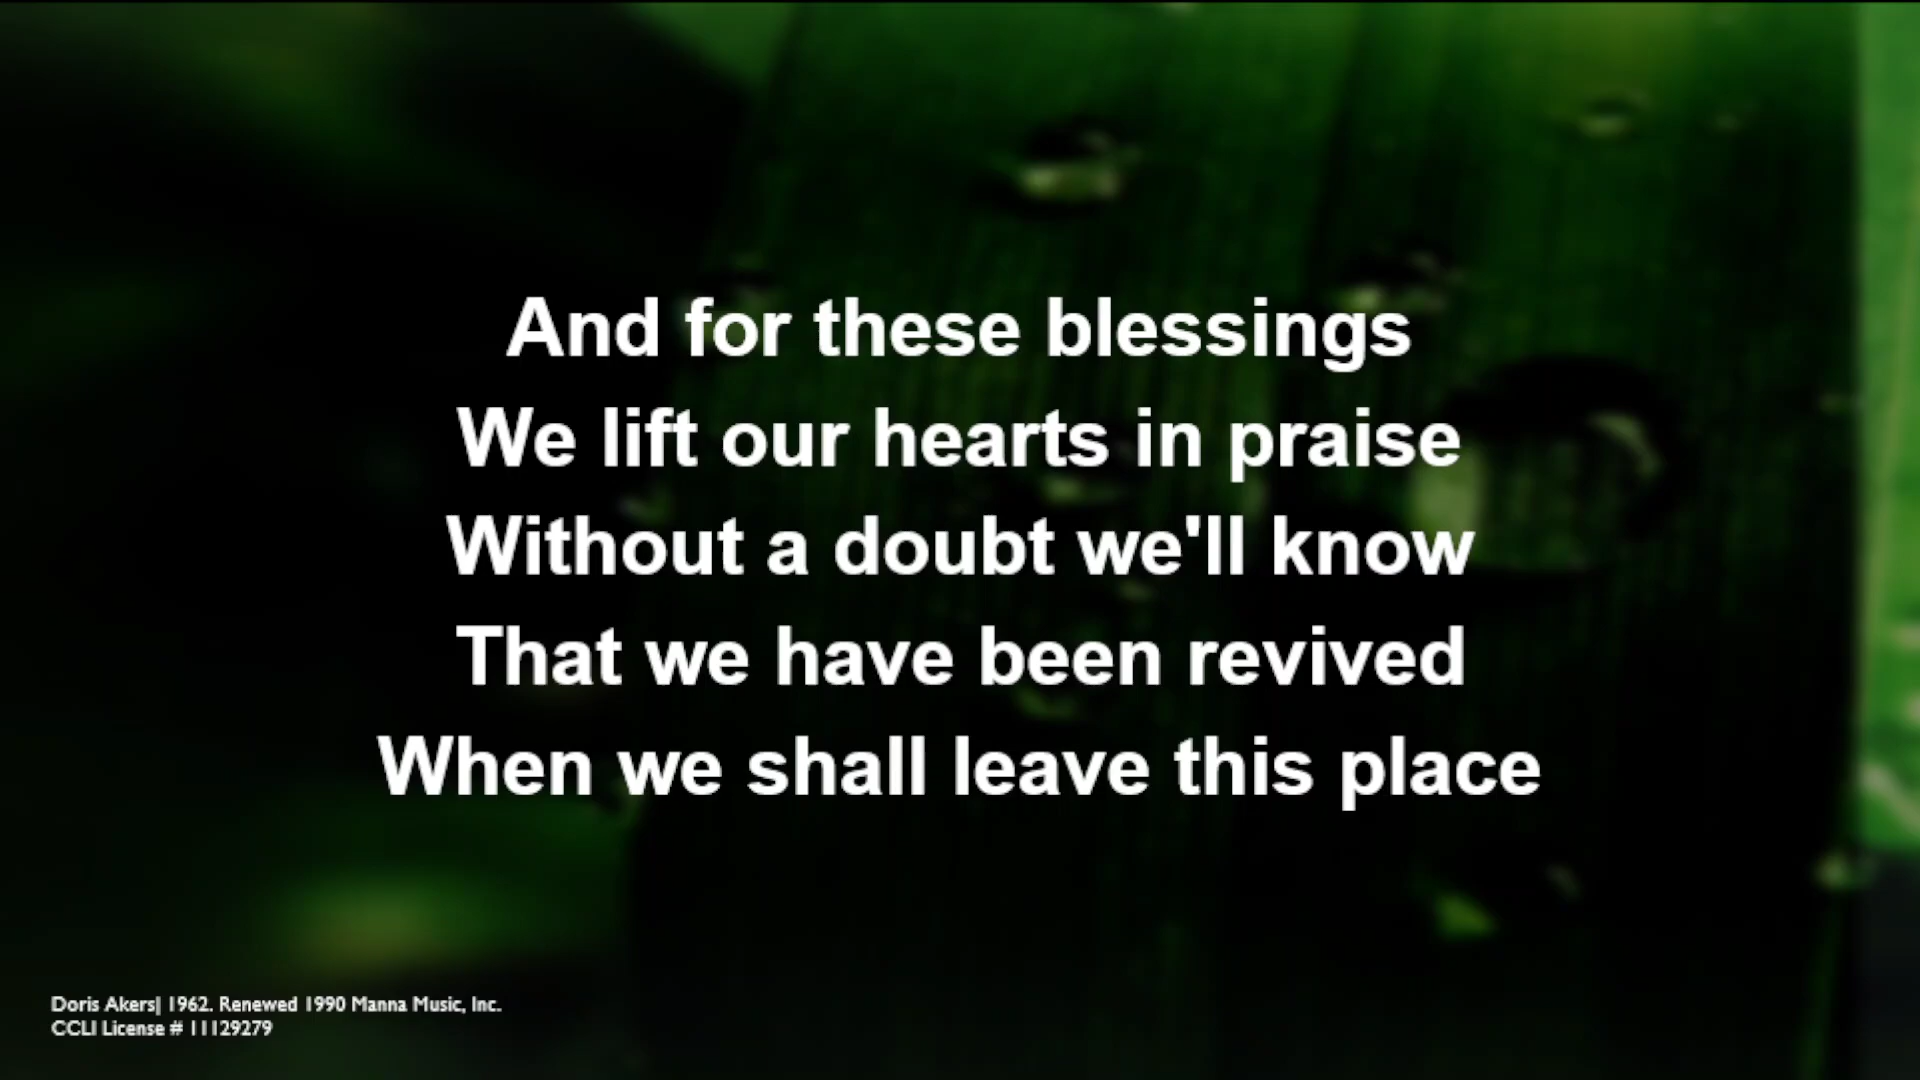 And for these blessings
We lift our hearts in praise
Without a doubt we'll know
That we have been revived
When we shall leave this place
Doris Akers| 1962. Renewed 1990 Manna Music, Inc.
CCLI License # 11129279